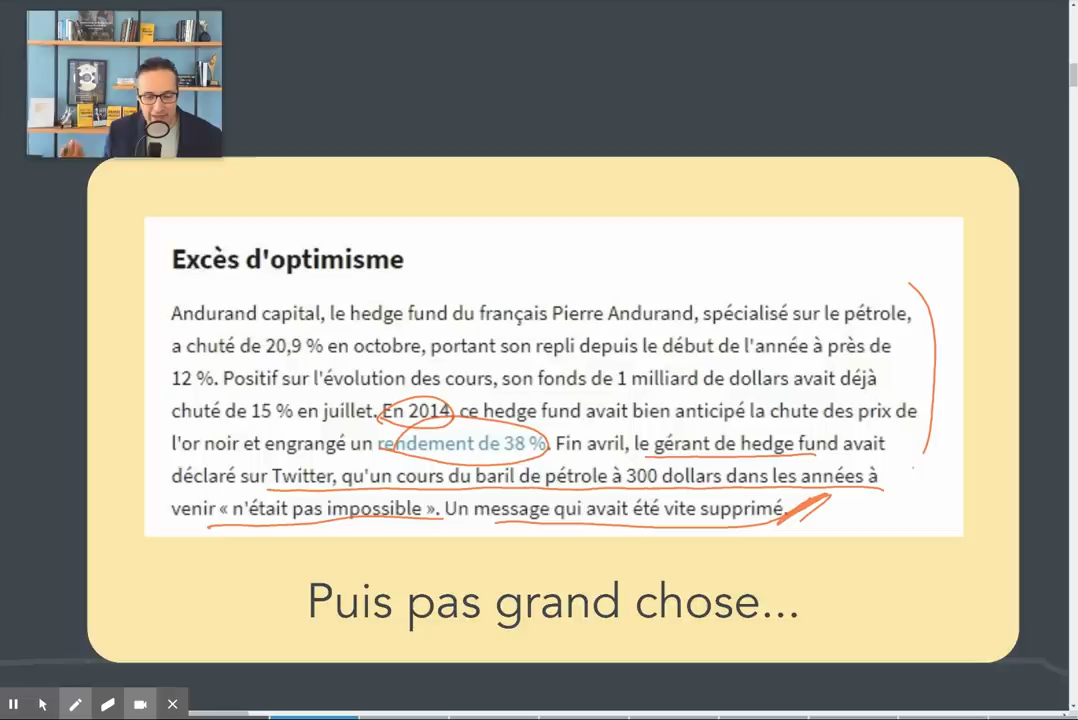 Excès d'optimisme
Andurand capital, le hedge fund du français Pierre Andurand, spécialisé sur le pétrole,
a chuté de 20,9 % en octobre, portant son repli depuis le début de l'année à près de
12 %. Positif sur l'évolution des cours, son fonds de 1 milliard de dollars avait déjà
chuté de 15 % en juillet. En 2014, ce hedge fund avait bien anticipé la chute des prix de
l'or noir et engrangé un rendement de 38 %. Fin avril, le gérant de hedge fund avait
déclaré sur Twitter, qu'un cours du baril de pétrole à 300 dollars dans les années à
venir « n'était pas impossible ». Un message qui avait été vite supprimé.
Puis pas grand chose...